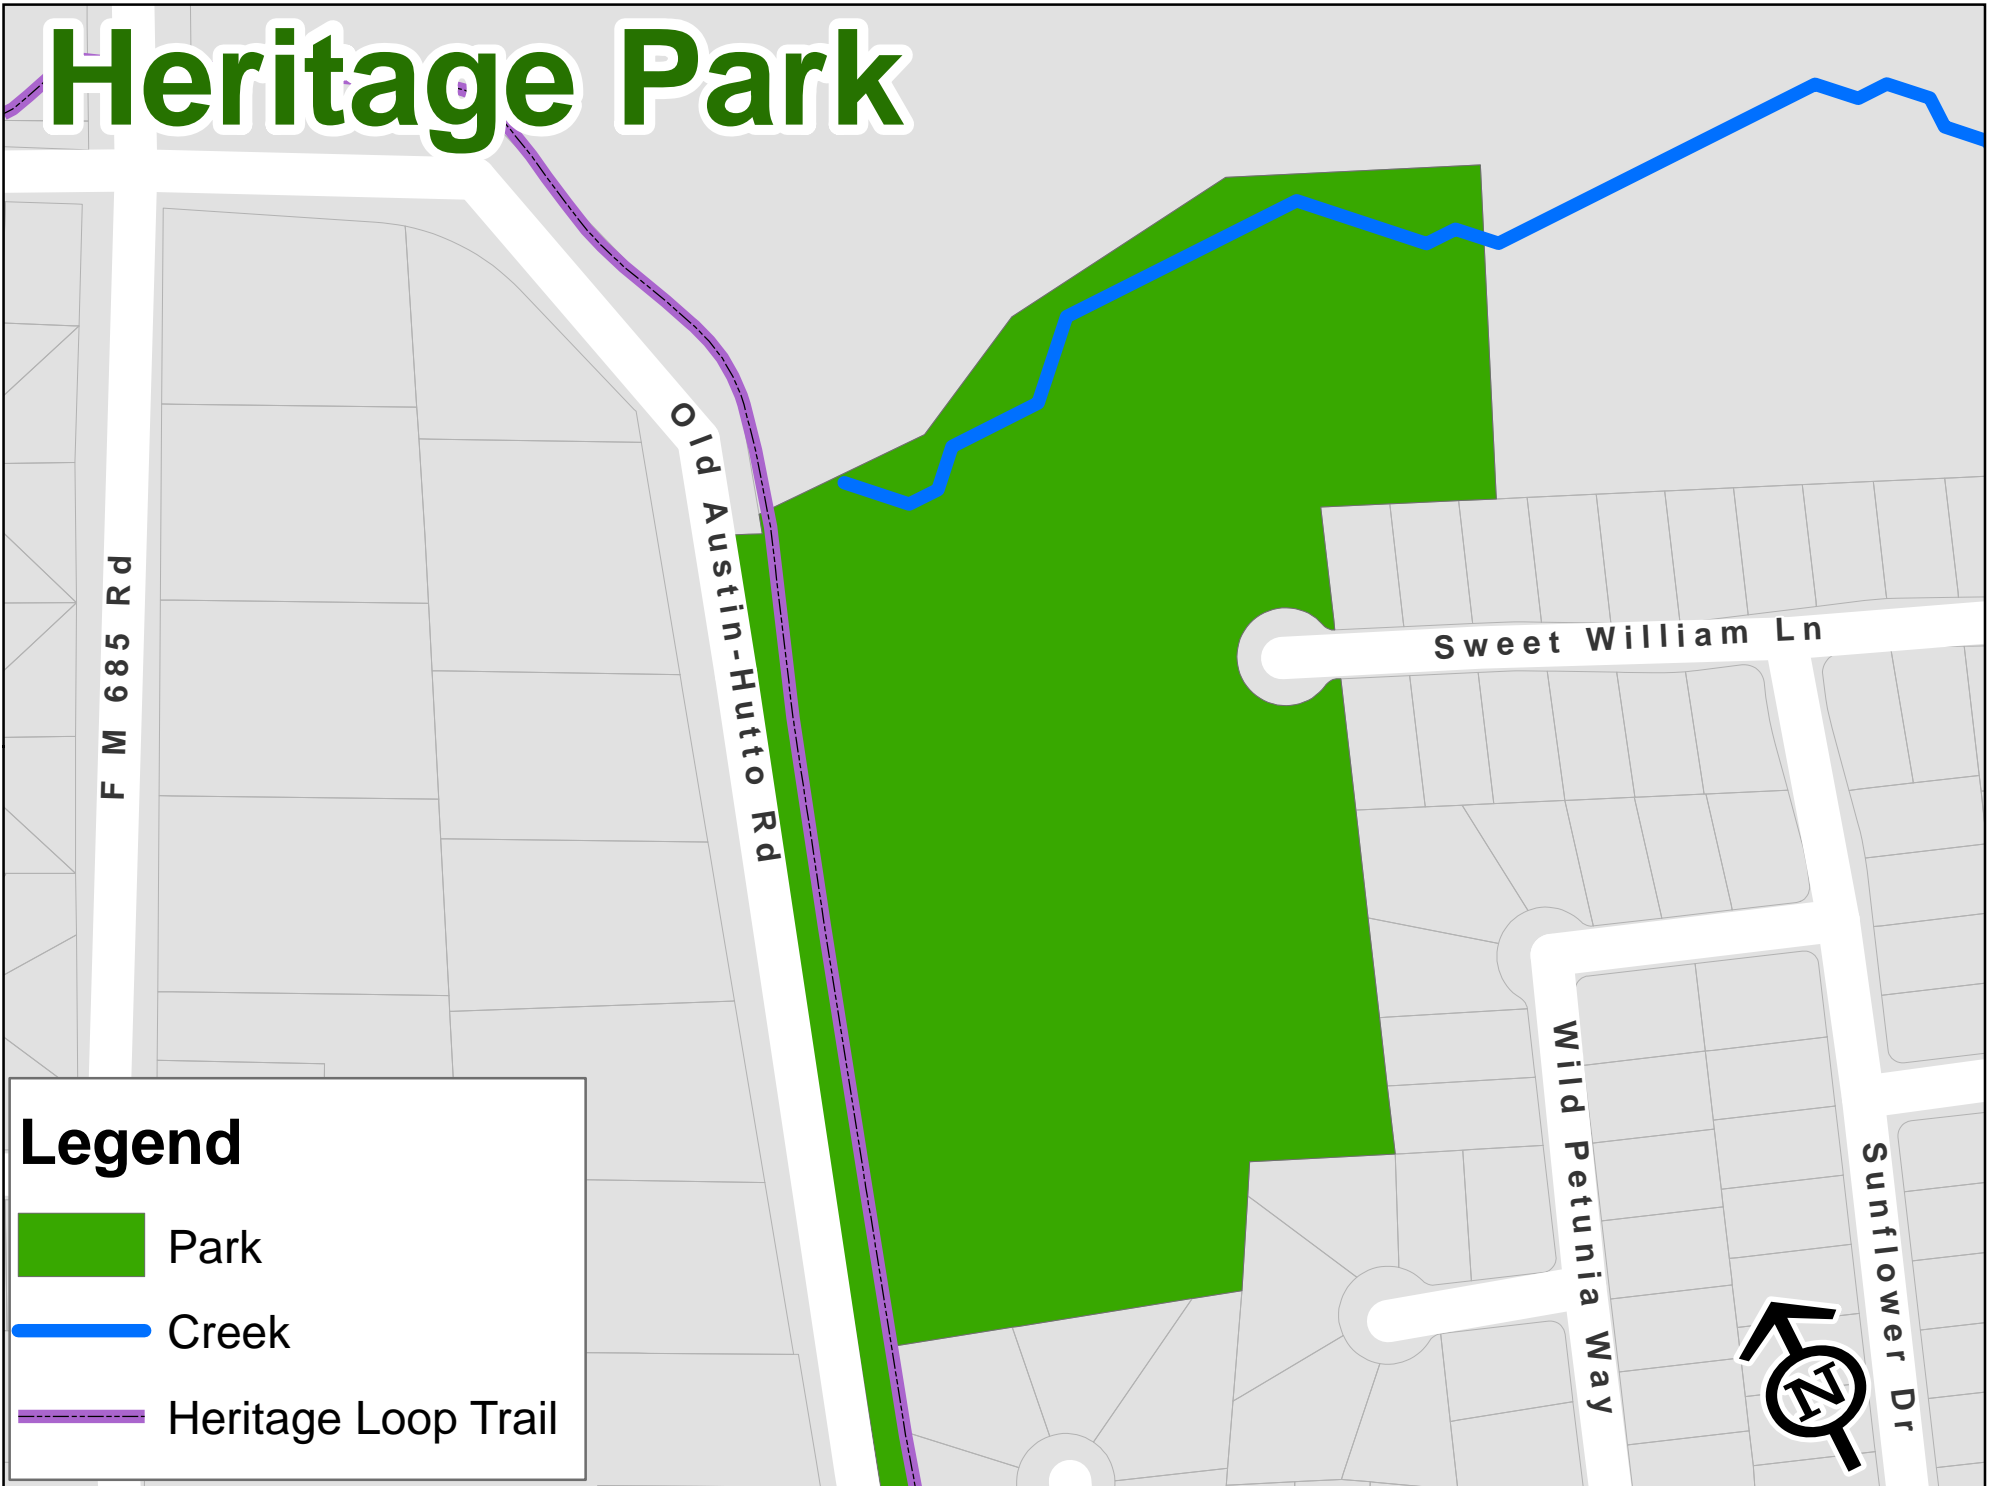 Heritage Park
Old Austin-Hutto Rd
F M 685 Rd
Sweet William Ln
Wild Petunia Way
Sunflower Dr
Legend
Park
Creek
Heritage Loop Trail
N